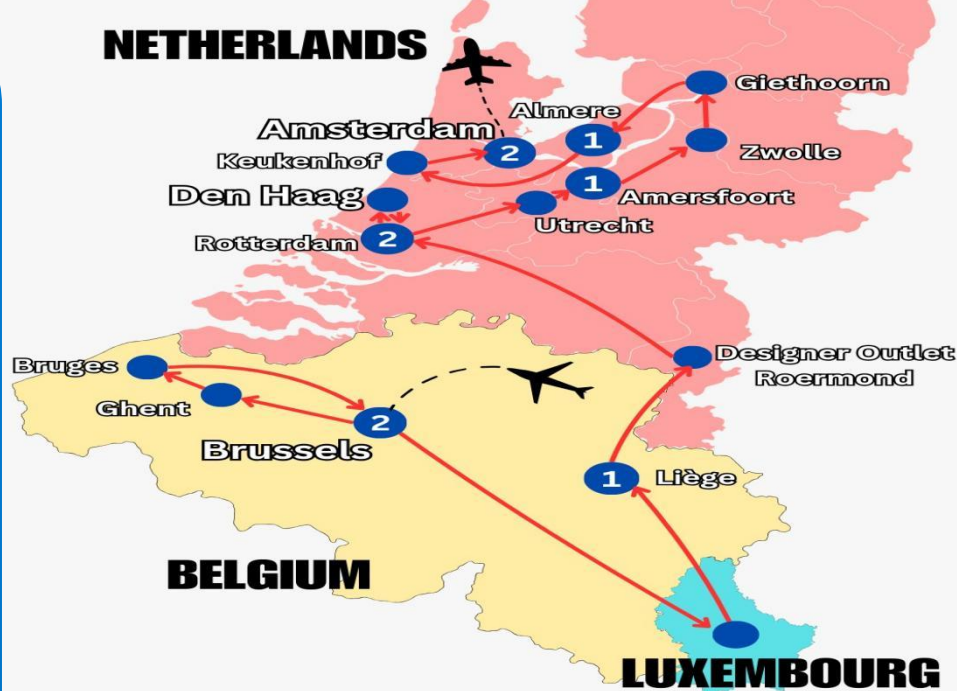 NETHERLANDS
Giethoorn
Almere
Amsterdam
1
2
Zwolle
Keukenhof
1
Den Haag
Amersfoort
Utrecht
Rotterdam
2
Bruges
Designer Outlet
Roermond
Ghent
2
Brussels
1
Liège
BELGIUM
LUXEMBOURG